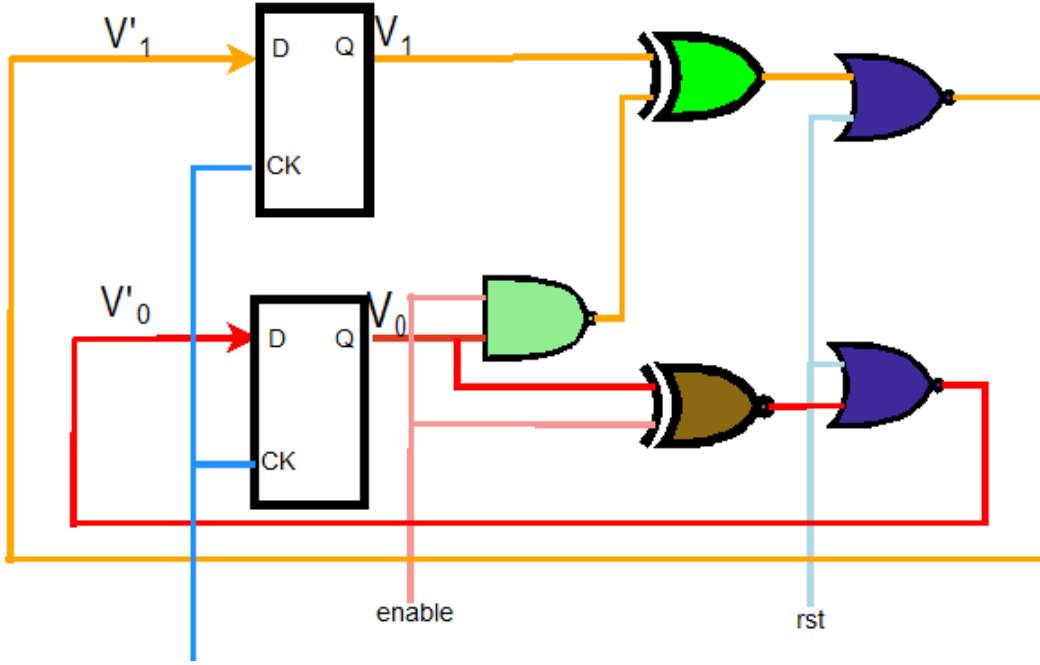 V'₁
D Q V₁
CK
V'₀
D Q V₀
CK
enable
rst